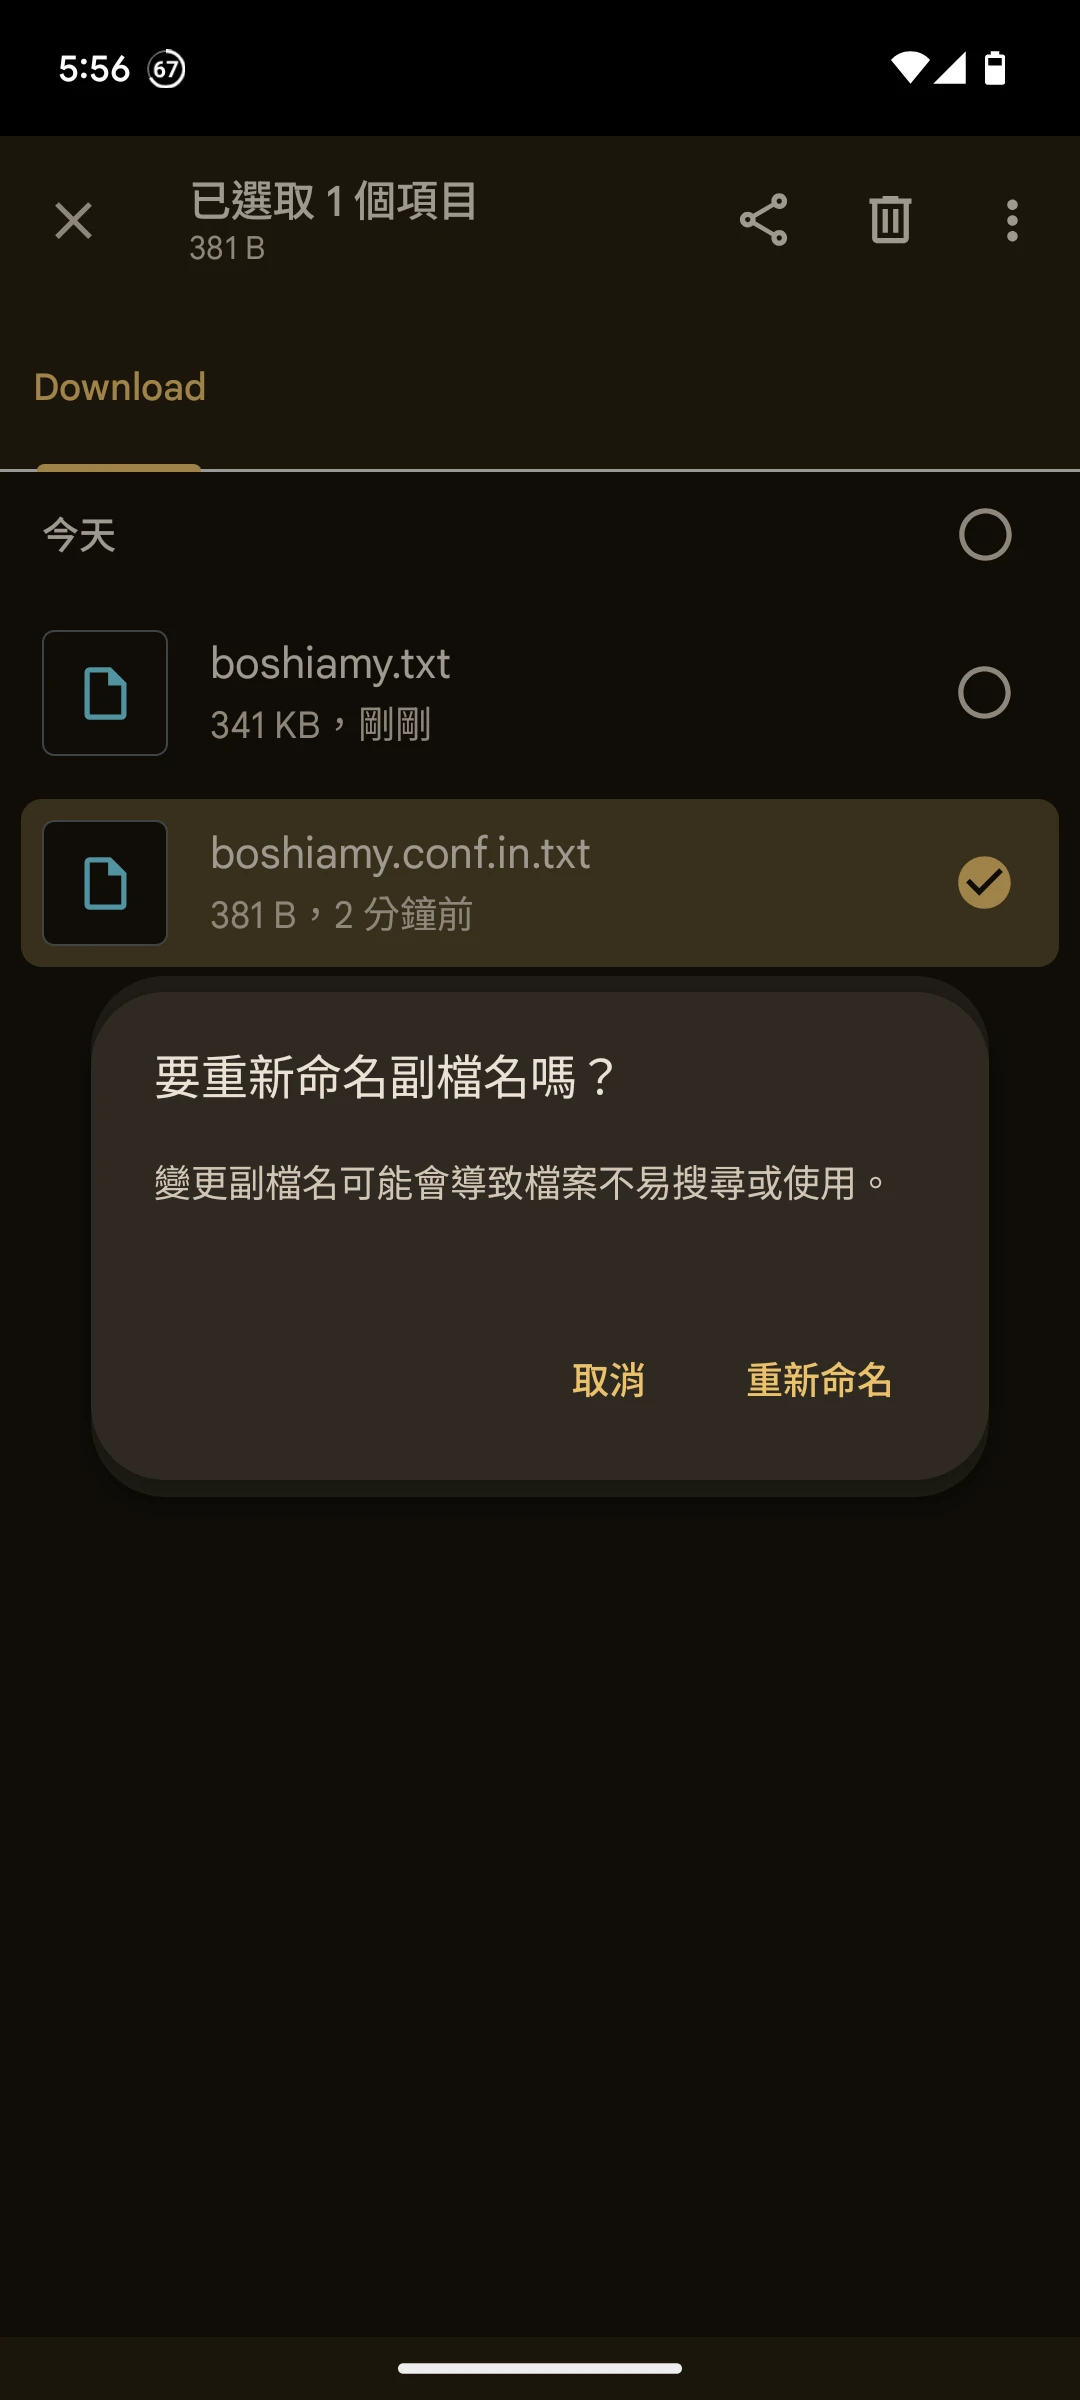 5:56 67
已選取 1 個項目
381 B
Download
今天
boshiamy.txt
341 KB，剛剛
boshiamy.conf.in.txt
381 B，2 分鐘前
要重新命名副檔名嗎？
變更副檔名可能會導致檔案不易搜尋或使用。
取消 重新命名